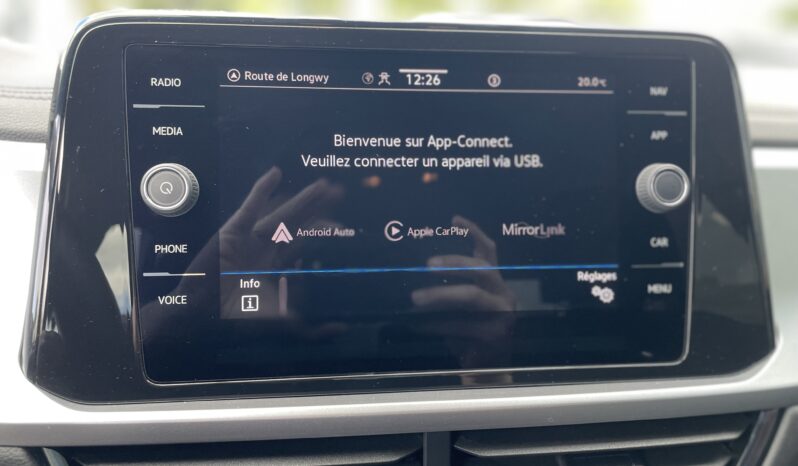 RADIO
MEDIA
PHONE
VOICE
Route de Longwy
12:26
20.0°C
Bienvenue sur App-Connect.
Veuillez connecter un appareil via USB.
Android Auto
Apple CarPlay
MirrorLink
Info
Réglages
NAV
APP
CAR
MENU